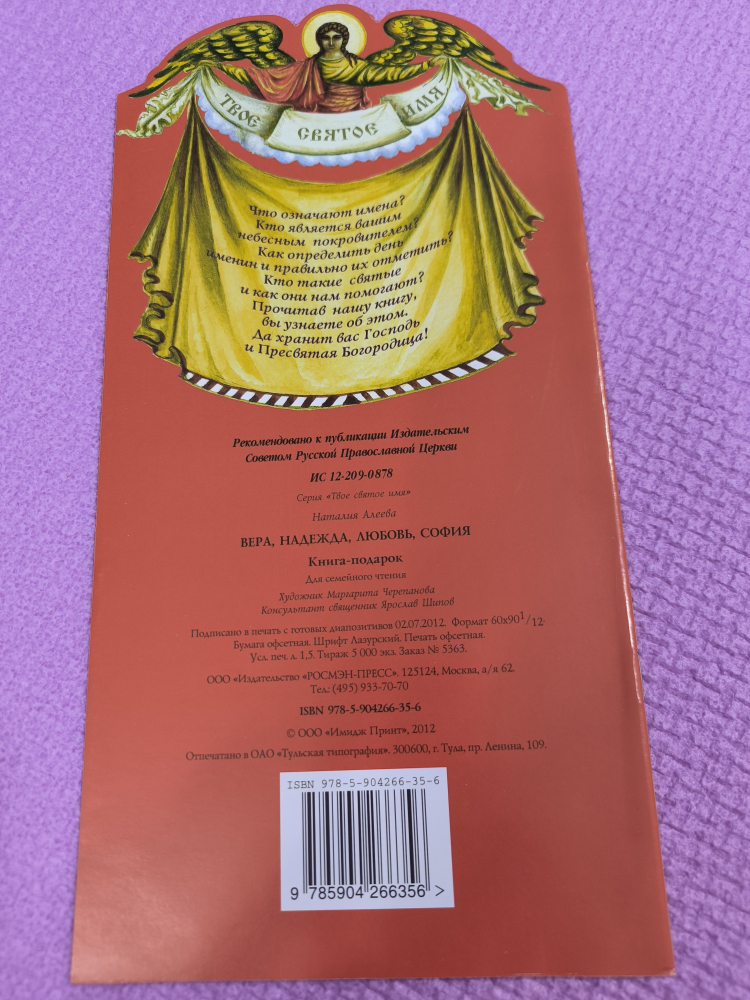 ТВОЕ СВЯТОЕ ИМЯ
Что означают имена?
Кто является вашим
небесным покровителем?
Как определить день
именин и правильно их отметить?
Кто такие святые
и как они нам помогают?
Прочитав нашу книгу,
вы узнаете об этом.
Да хранит вас Господь
и Пресвятая Богородица!
Рекомендовано к публикации Издательским
Советом Русской Православной Церкви
ИС 12-209-0878
Серия «Твое святое имя»
Наталия Алеева
ВЕРА, НАДЕЖДА, ЛЮБОВЬ, СОФИЯ
Книга-подарок
Для семейного чтения
Художник Маргарита Черепанова
Консультант священник Ярослав Шипов
Подписано в печать с готовых диапозитивов 02.07.2012. Формат 60х90 1/12.
Бумага офсетная. Шрифт Лазурский. Печать офсетная.
Усл. печ. л. 1,5. Тираж 5 000 экз. Заказ № 5363.
ООО «Издательство «РОСМЭН-ПРЕСС». 125124, Москва, а/я 62.
Тел: (495) 933-70-70
ISBN 978-5-904266-35-6
© ООО «Имидж Принт», 2012
Отпечатано в ОАО «Тульская типография». 300600, г. Тула, пр. Ленина, 109.
ISBN 978-5-904266-35-6
9 785904 266356 >